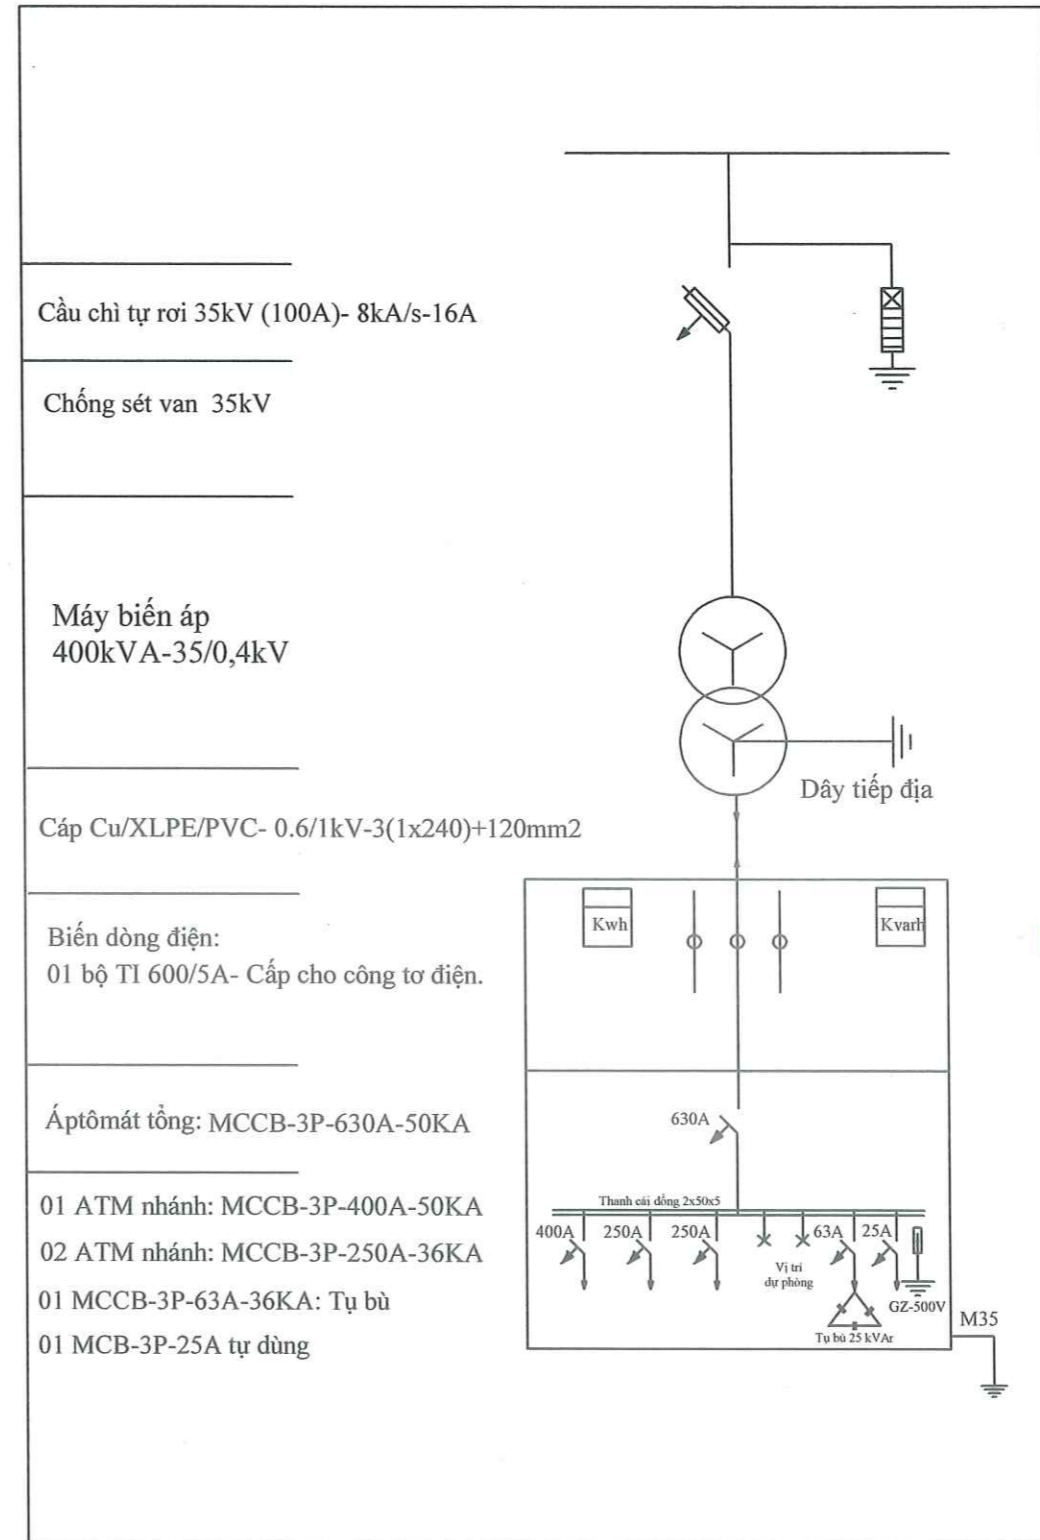 Cầu chì tự rơi 35kV (100A)- 8kA/s-16A
Chống sét van 35kV
Máy biến áp
400kVA-35/0,4kV
Dây tiếp địa
Cáp Cu/XLPE/PVC- 0.6/1kV-3(1x240)+120mm2
Kwh
Kvarh
Biến dòng điện:
01 bộ TI 600/5A- Cấp cho công tơ điện.
Áptômát tổng: MCCB-3P-630A-50KA
630A
Thanh cái đồng 2x50x5
01 ATM nhánh: MCCB-3P-400A-50KA
02 ATM nhánh: MCCB-3P-250A-36KA
01 MCCB-3P-63A-36KA: Tụ bù
01 MCB-3P-25A tự dùng
400A
250A
250A
63A
25A
Vị trí
dự phòng
GZ-500V
Tụ bù 25 kVAr
M35